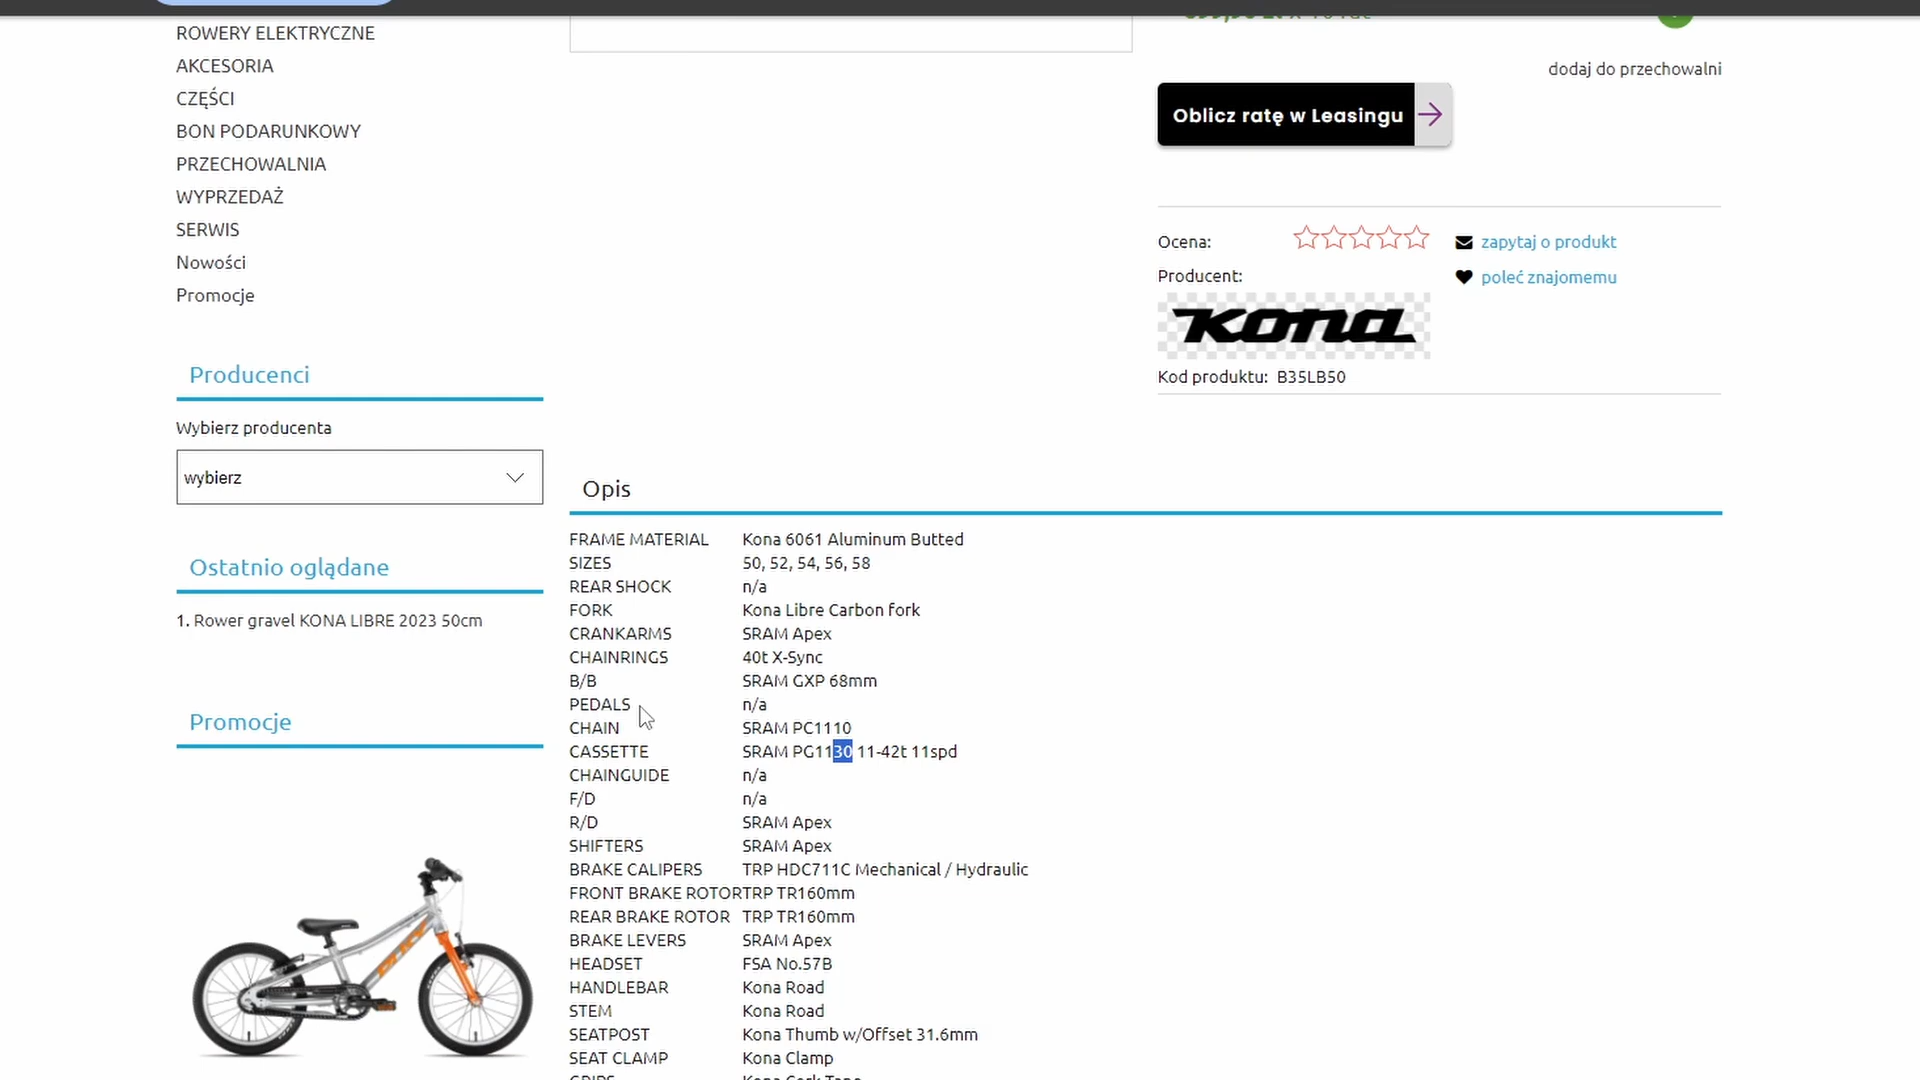 ROWERY ELEKTRYCZNE
AKCESORIA
CZĘŚCI
BON PODARUNKOWY
PRZECHOWALNIA
WYPRZEDAŻ
SERWIS
Nowości
Promocje
Producenci
Wybierz producenta
wybierz
Ostatnio oglądane
1. Rower gravel KONA LIBRE 2023 50cm
Promocje
dodaj do przechowalni
Oblicz ratę w Leasingu
Ocena:
zapytaj o produkt
Producent:
poleć znajomemu
KONA
Kod produktu: B35LB50
Opis
FRAME MATERIAL Kona 6061 Aluminum Butted
SIZES 50, 52, 54, 56, 58
REAR SHOCK n/a
FORK Kona Libre Carbon fork
CRANKARMS SRAM Apex
CHAINRINGS 40t X-Sync
B/B SRAM GXP 68mm
PEDALS n/a
CHAIN SRAM PC1110
CASSETTE SRAM PG1130 11-42t 11spd
CHAINGUIDE n/a
F/D n/a
R/D SRAM Apex
SHIFTERS SRAM Apex
BRAKE CALIPERS TRP HDC711C Mechanical / Hydraulic
FRONT BRAKE ROTOR TRP TR160mm
REAR BRAKE ROTOR TRP TR160mm
BRAKE LEVERS SRAM Apex
HEADSET FSA No.57B
HANDLEBAR Kona Road
STEM Kona Road
SEATPOST Kona Thumb w/Offset 31.6mm
SEAT CLAMP Kona Clamp